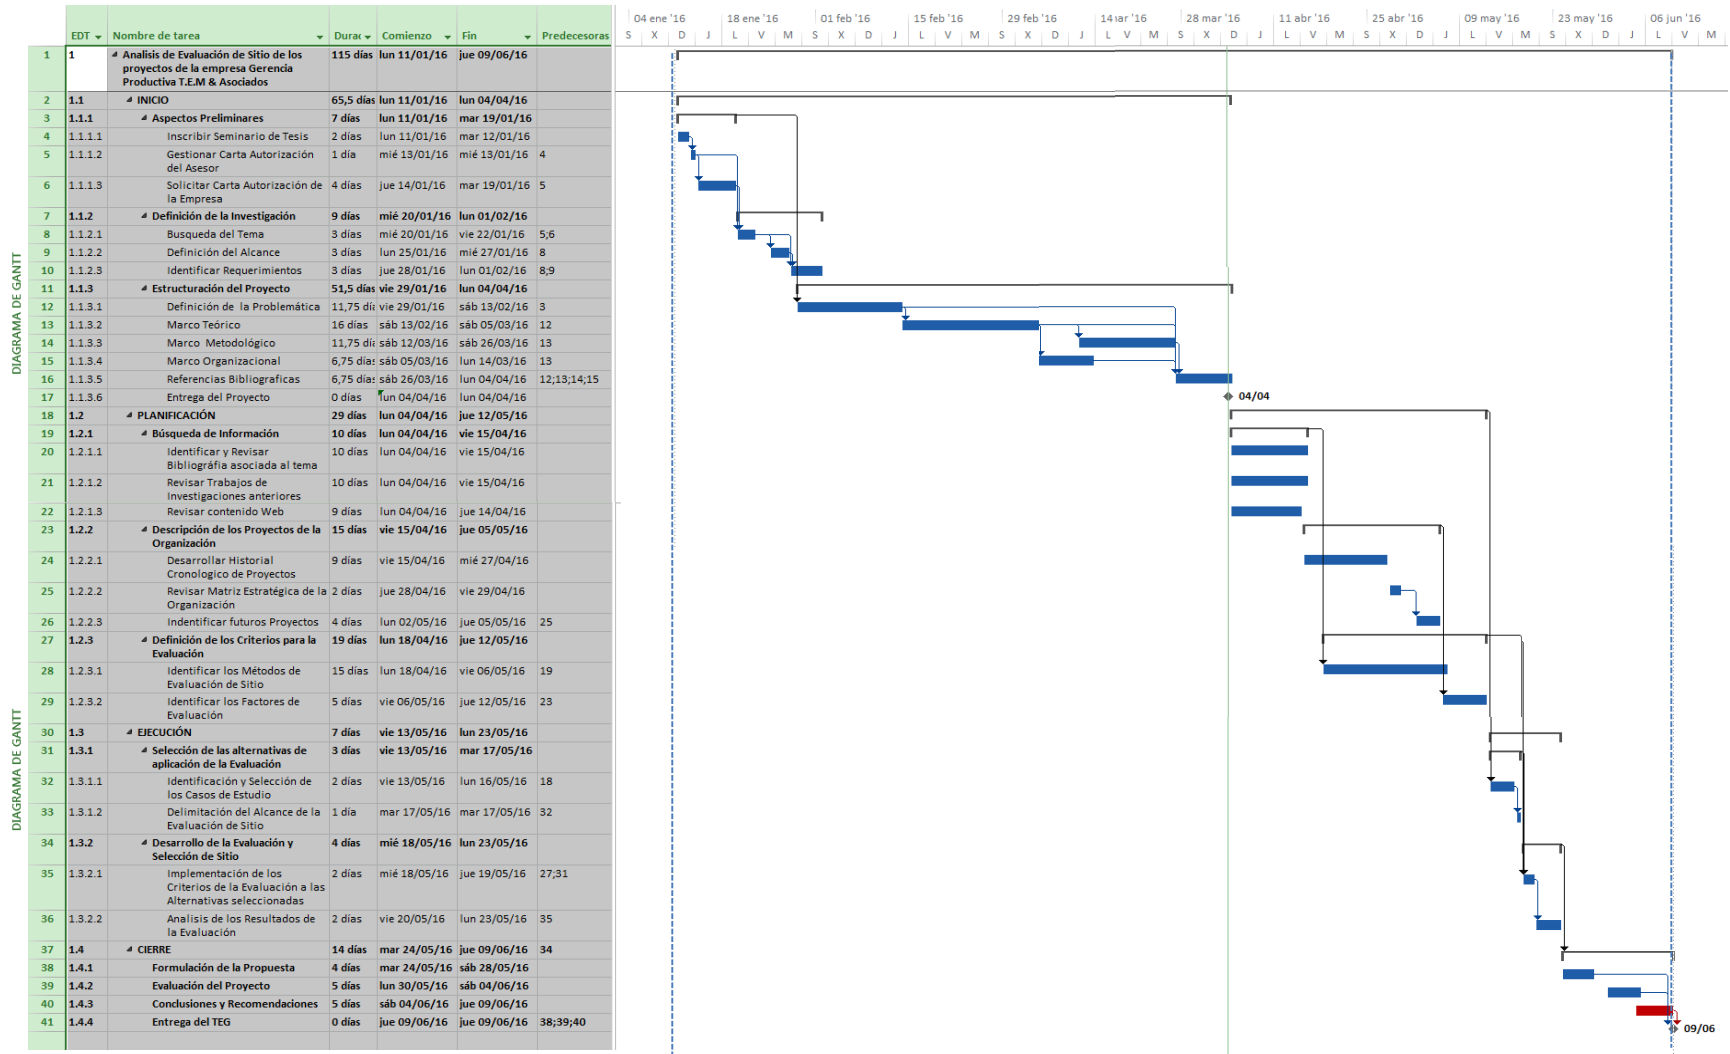 04 ene '16 18 ene '16 01 feb '16 15 feb '16 29 feb '16 14 mar '16 28 mar '16 11 abr '16 25 abr '16 09 may '16 23 may '16 06 jun '16
EDT Nombre de tarea Durac Comienzo Fin Predecesoras S X D J L V M S X D J L V M S X D J L V M S X D J L V M S X D J L V M S X D J L V M
1 1 Analisis de Evaluación de Sitio de los 115 días lun 11/01/16 jue 09/06/16
proyectos de la empresa Gerencia
Productiva T.E.M & Asociados
2 1.1 INICIO 65,5 días lun 11/01/16 lun 04/04/16
3 1.1.1 Aspectos Preliminares 7 días lun 11/01/16 mar 19/01/16
4 1.1.1.1 Inscribir Seminario de Tesis 2 días lun 11/01/16 mar 12/01/16
5 1.1.1.2 Gestionar Carta Autorización 1 día mié 13/01/16 mié 13/01/16 4
del Asesor
6 1.1.1.3 Solicitar Carta Autorización de 4 días jue 14/01/16 mar 19/01/16 5
la Empresa
7 1.1.2 Definición de la Investigación 9 días mié 20/01/16 lun 01/02/16
8 1.1.2.1 Busqueda del Tema 3 días mié 20/01/16 vie 22/01/16 5;6
9 1.1.2.2 Definición del Alcance 3 días lun 25/01/16 mié 27/01/16 8
10 1.1.2.3 Identificar Requerimientos 3 días jue 28/01/16 lun 01/02/16 8;9
11 1.1.3 Estructuración del Proyecto 51,5 días vie 29/01/16 lun 04/04/16
12 1.1.3.1 Definición de la Problemática 11,75 día vie 29/01/16 sáb 13/02/16 3
13 1.1.3.2 Marco Teórico 16 días sáb 13/02/16 sáb 05/03/16 12
14 1.1.3.3 Marco Metodológico 11,75 día sáb 12/03/16 sáb 26/03/16 13
15 1.1.3.4 Marco Organizacional 6,75 días sáb 05/03/16 lun 14/03/16 13
16 1.1.3.5 Referencias Bibliograficas 6,75 días sáb 26/03/16 lun 04/04/16 12;13;14;15
17 1.1.3.6 Entrega del Proyecto 0 días lun 04/04/16 lun 04/04/16 04/04
18 1.2 PLANIFICACIÓN 29 días lun 04/04/16 jue 12/05/16
19 1.2.1 Búsqueda de Información 10 días lun 04/04/16 vie 15/04/16
20 1.2.1.1 Identificar y Revisar 10 días lun 04/04/16 vie 15/04/16
Bibliográfia asociada al tema
21 1.2.1.2 Revisar Trabajos de 10 días lun 04/04/16 vie 15/04/16
Investigaciones anteriores
22 1.2.1.3 Revisar contenido Web 9 días lun 04/04/16 jue 14/04/16
23 1.2.2 Descripción de los Proyectos de la 15 días vie 15/04/16 jue 05/05/16
Organización
24 1.2.2.1 Desarrollar Historial 9 días vie 15/04/16 mié 27/04/16
Cronologico de Proyectos
25 1.2.2.2 Revisar Matriz Estratégica de la 2 días jue 28/04/16 vie 29/04/16
Organización
26 1.2.2.3 Indentificar futuros Proyectos 4 días lun 02/05/16 jue 05/05/16 25
27 1.2.3 Definición de los Criterios para la 19 días lun 18/04/16 jue 12/05/16
Evaluación
28 1.2.3.1 Identificar los Métodos de 15 días lun 18/04/16 vie 06/05/16 19
Evaluación de Sitio
29 1.2.3.2 Identificar los Factores de 5 días vie 06/05/16 jue 12/05/16 23
Evaluación
30 1.3 EJECUCIÓN 7 días vie 13/05/16 lun 23/05/16
31 1.3.1 Selección de las alternativas de 3 días vie 13/05/16 mar 17/05/16
aplicación de la Evaluación
32 1.3.1.1 Identificación y Selección de 2 días vie 13/05/16 lun 16/05/16 18
los Casos de Estudio
33 1.3.1.2 Delimitación del Alcance de la 1 día mar 17/05/16 mar 17/05/16 32
Evaluación de Sitio
34 1.3.2 Desarrollo de la Evaluación y 4 días mié 18/05/16 lun 23/05/16
Selección de Sitio
35 1.3.2.1 Implementación de los 2 días mié 18/05/16 jue 19/05/16 27;31
Criterios de la Evaluación a las
Alternativas seleccionadas
36 1.3.2.2 Analisis de los Resultados de 2 días vie 20/05/16 lun 23/05/16 35
la Evaluación
37 1.4 CIERRE 14 días mar 24/05/16 jue 09/06/16 34
38 1.4.1 Formulación de la Propuesta 4 días mar 24/05/16 sáb 28/05/16
39 1.4.2 Evaluación del Proyecto 5 días lun 30/05/16 sáb 04/06/16
40 1.4.3 Conclusiones y Recomendaciones 5 días sáb 04/06/16 jue 09/06/16
41 1.4.4 Entrega del TEG 0 días jue 09/06/16 jue 09/06/16 38;39;40 09/06
DIAGRAMA DE GANTT
DIAGRAMA DE GANTT